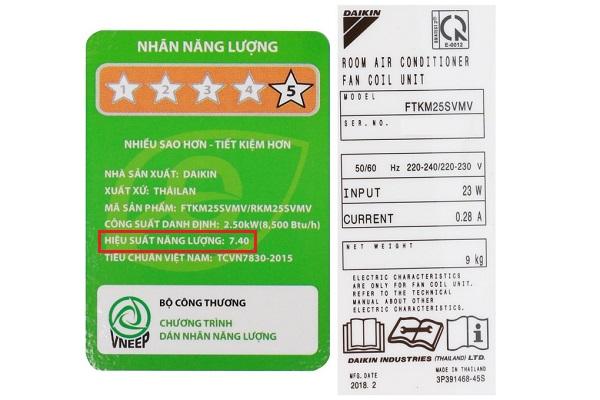 NHÃN NĂNG LƯỢNG
1 2 3 4 5
NHIỀU SAO HƠN - TIẾT KIỆM HƠN
NHÀ SẢN XUẤT: DAIKIN
XUẤT XỨ: THÁILAN
MÃ SẢN PHẨM: FTKM25SVMV/RKM25SVMV
CÔNG SUẤT DANH ĐỊNH: 2.50kW(8,500 Btu/h)
HIỆU SUẤT NĂNG LƯỢNG: 7.40
TIÊU CHUẨN VIỆT NAM: TCVN7830-2015
VNEEP
BỘ CÔNG THƯƠNG
CHƯƠNG TRÌNH
DÁN NHÃN NĂNG LƯỢNG
DAIKIN
E-0012
ROOM AIR CONDITIONER
FAN COIL UNIT
MODEL
FTKM25SVMV
SER.NO.
50/60 Hz 220-240/220-230 V
INPUT 23 W
CURRENT 0.28 A
NET WEIGHT
9 kg
ELECTRIC CHARACTERISTICS
ARE ONLY FOR FAN COIL UNIT.
REFER TO THE TECHNICAL
MANUAL ABOUT OTHER
ELECTRIC CHARACTERISTICS.
DAIKIN INDUSTRIES (THAILAND) LTD.
MFG. DATE MADE IN THAILAND
2018. 2 3P391468-45S